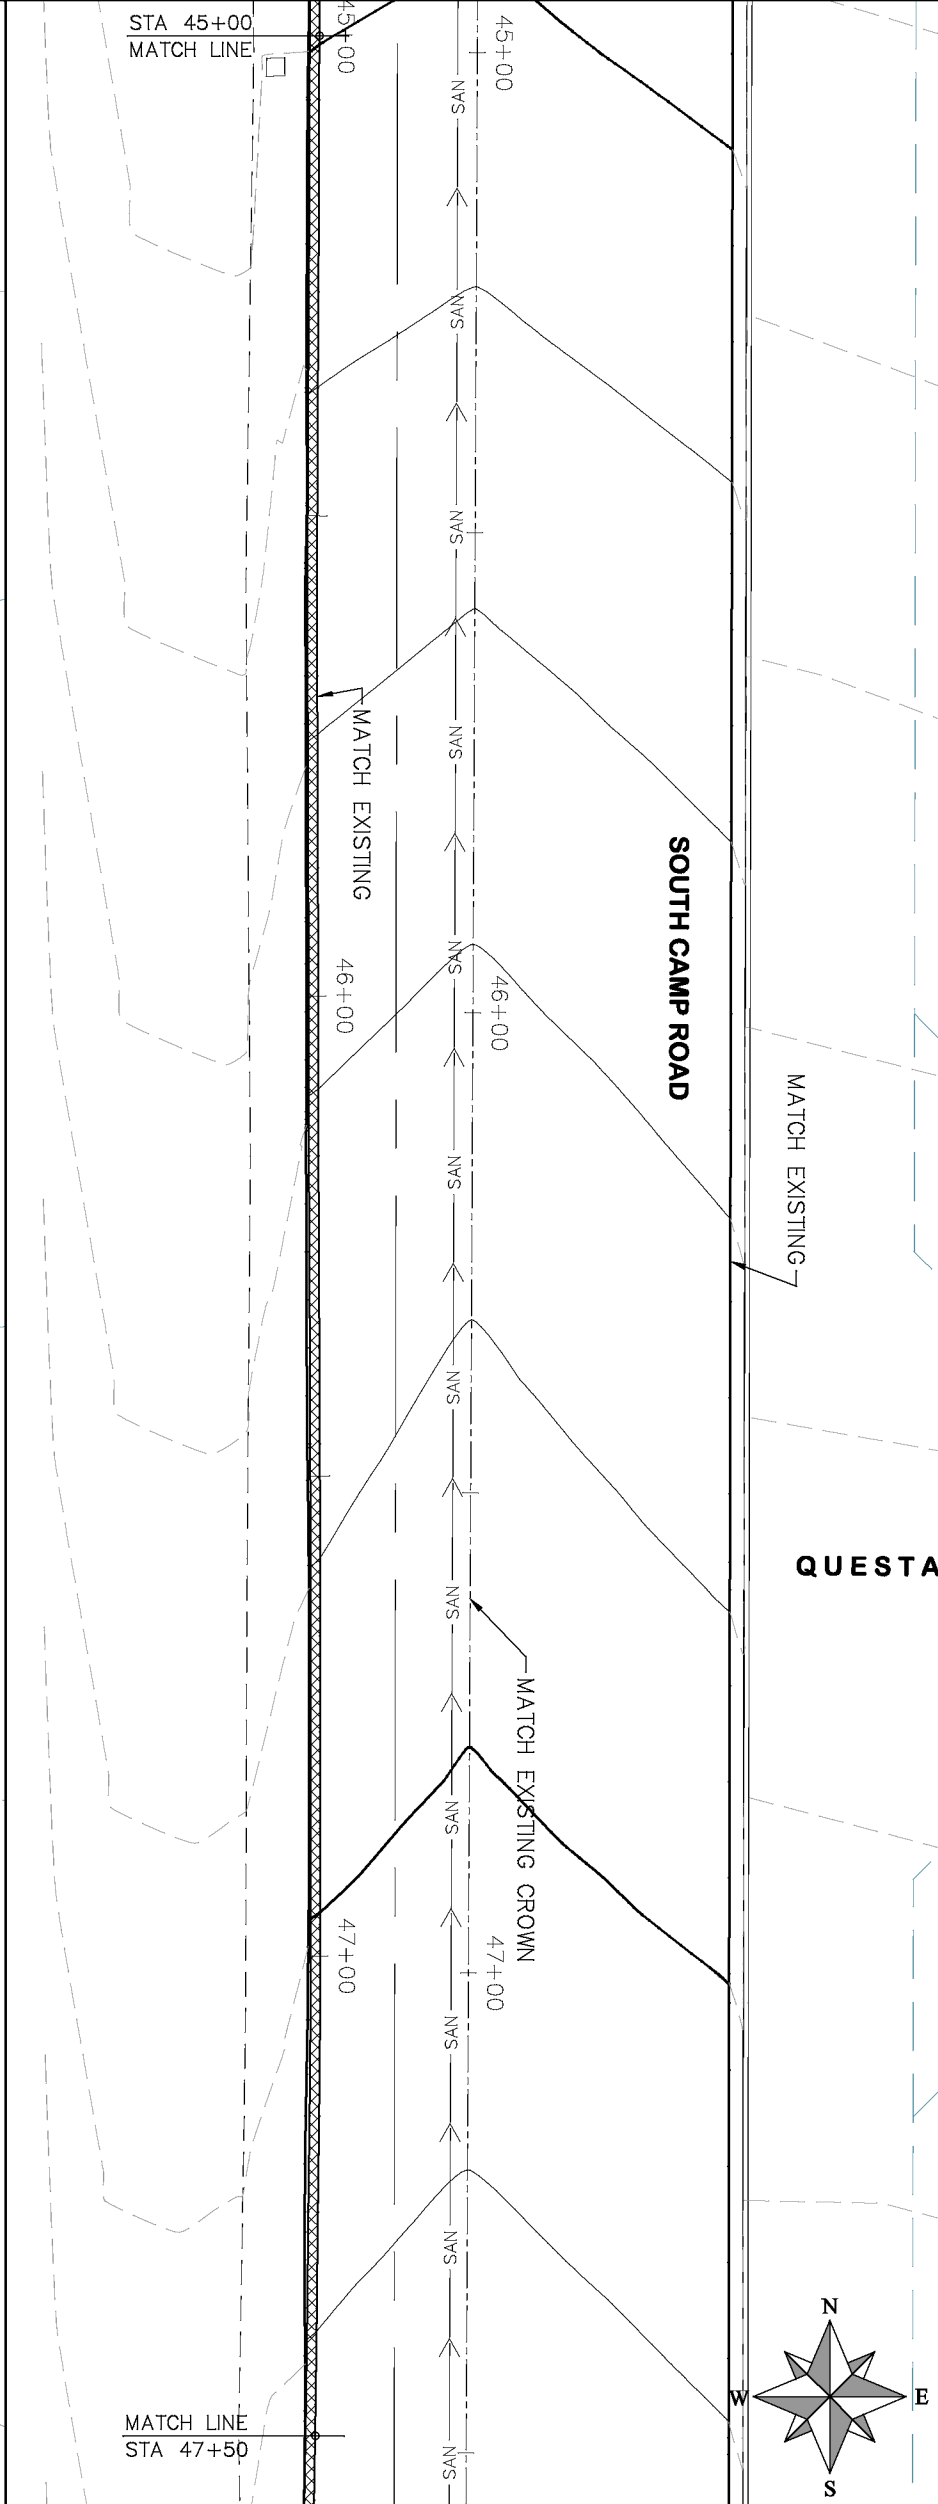 STA 45+00
MATCH LINE
45+00
45+00
SAN
SAN
SAN
MATCH EXISTING
SAN
SOUTH CAMP ROAD
SAN
46+00
46+00
MATCH EXISTING
SAN
SAN
QUESTA
SAN
MATCH EXISTING CROWN
SAN
47+00
47+00
SAN
SAN
N
W
E
S
MATCH LINE
STA 47+50
SAN